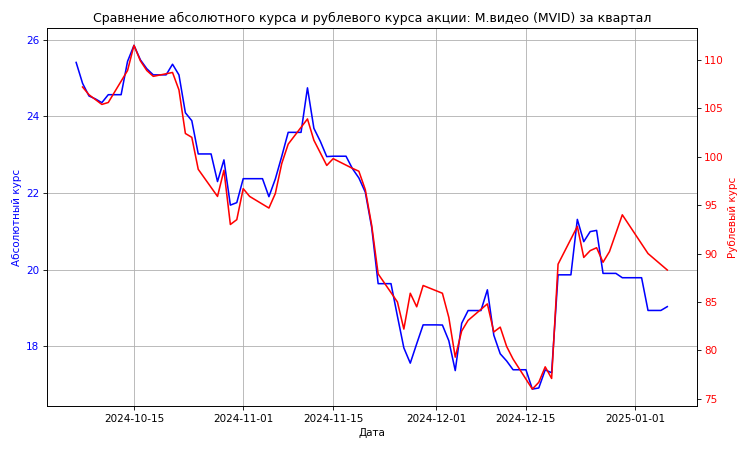 Сравнение абсолютного курса и рублевого курса акции: М.видео (MVID) за квартал
26
24
22
20
18
Абсолютный курс
110
105
100
95
90
85
80
75
Рублевый курс
2024-10-15 2024-11-01 2024-11-15 2024-12-01 2024-12-15 2025-01-01
Дата